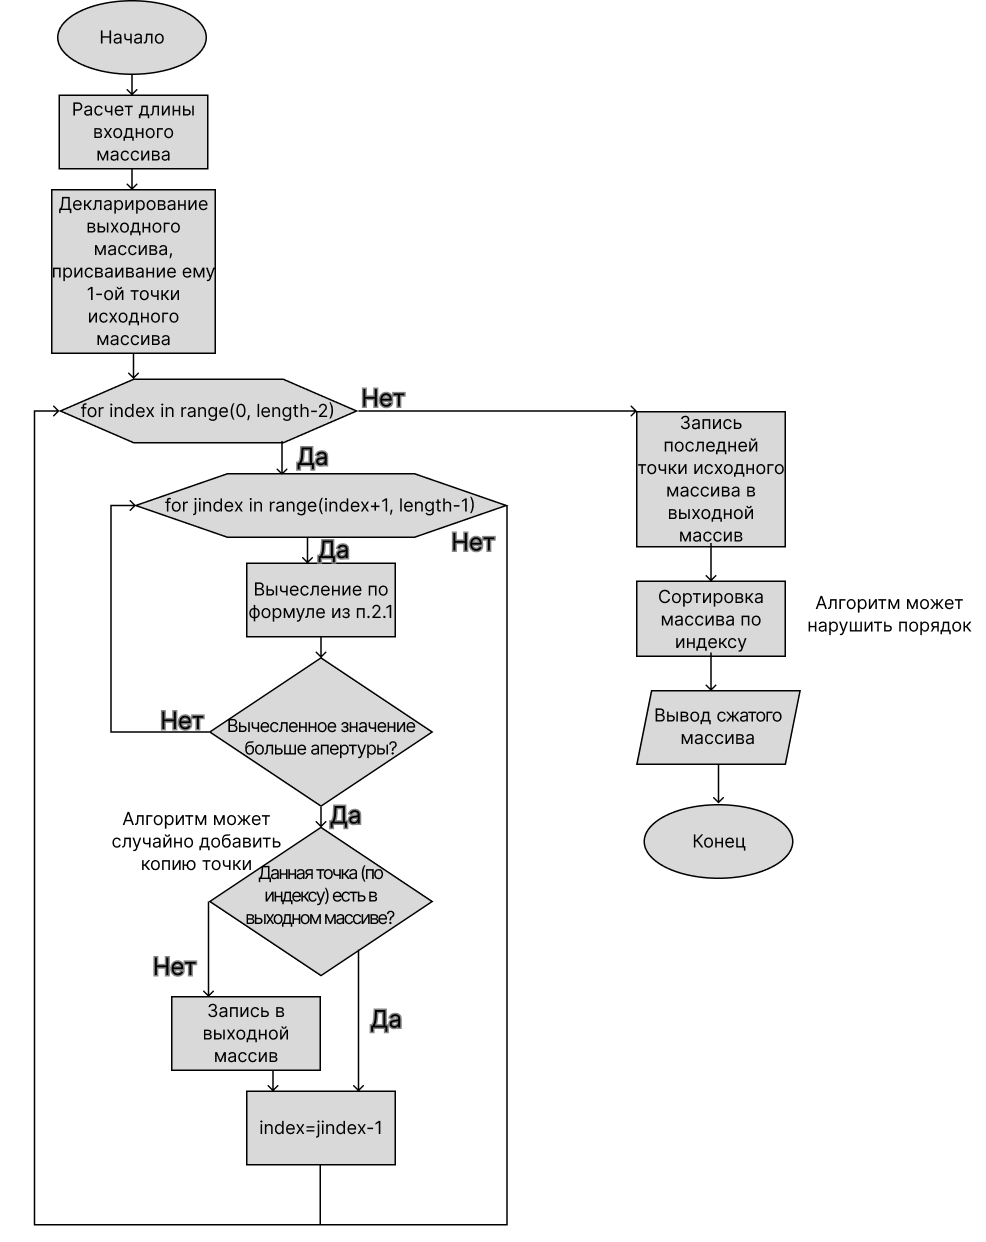 Начало
Расчет длины
входного
массива
Декларирование
выходного
массива,
присваивание ему
1-ой точки
исходного
массива
for index in range(0, length-2)
Нет
Да
for jindex in range(index+1, length-1)
Нет
Да
Вычесление по
формуле из п.2.1
Вычесленное значение
больше апертуры?
Нет
Да
Алгоритм может
случайно добавить
копию точки
Данная точка (по
индексу) есть в
выходном массиве?
Нет
Да
Запись в
выходной
массив
index=jindex-1
Запись
последней
точки исходного
массива в
выходной
массив
Сортировка
массива по
индексу
Алгоритм может
нарушить порядок
Вывод сжатого
массива
Конец